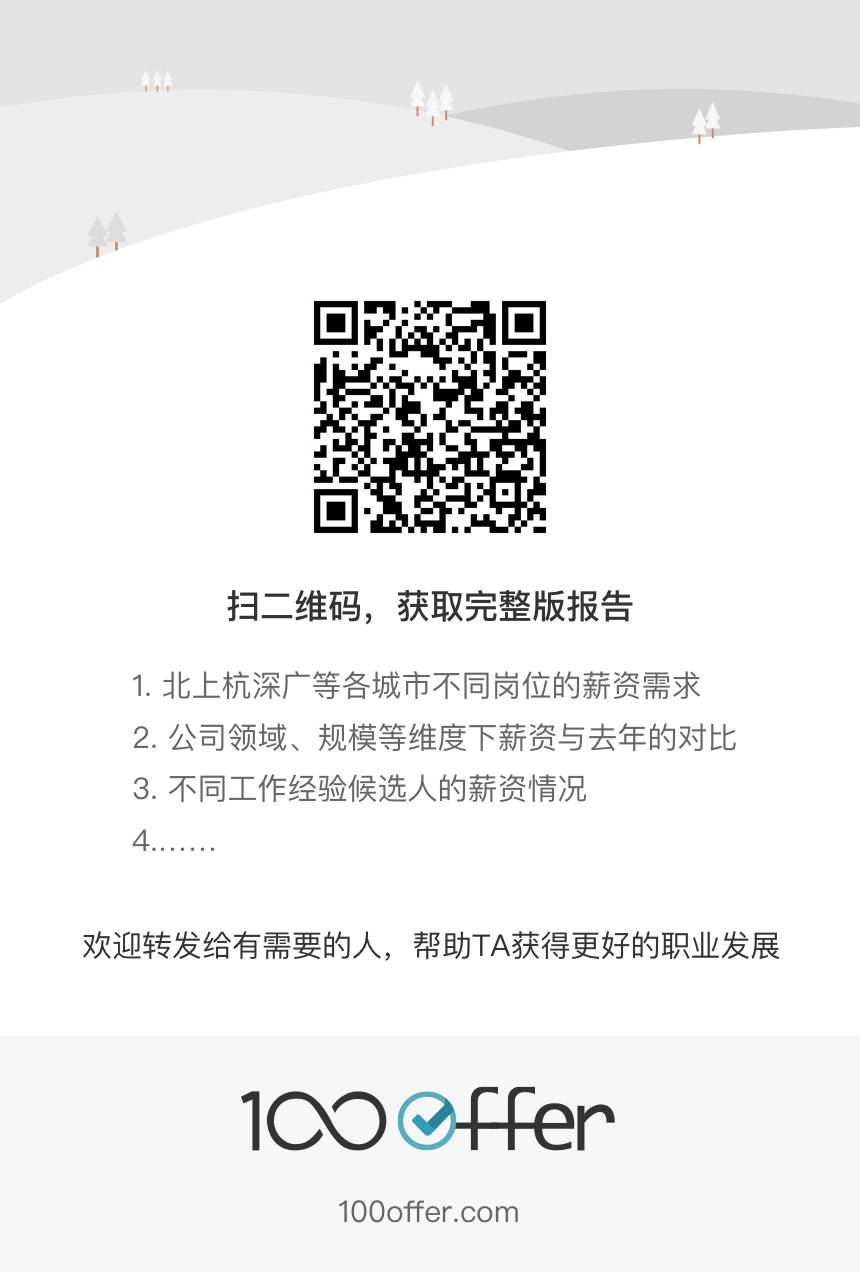 扫二维码，获取完整版报告
1. 北上杭深广等各城市不同岗位的薪资需求
2. 公司领域、规模等维度下薪资与去年的对比
3. 不同工作经验候选人的薪资情况
4.……
欢迎转发给有需要的人，帮助TA获得更好的职业发展
100offer
100offer.com